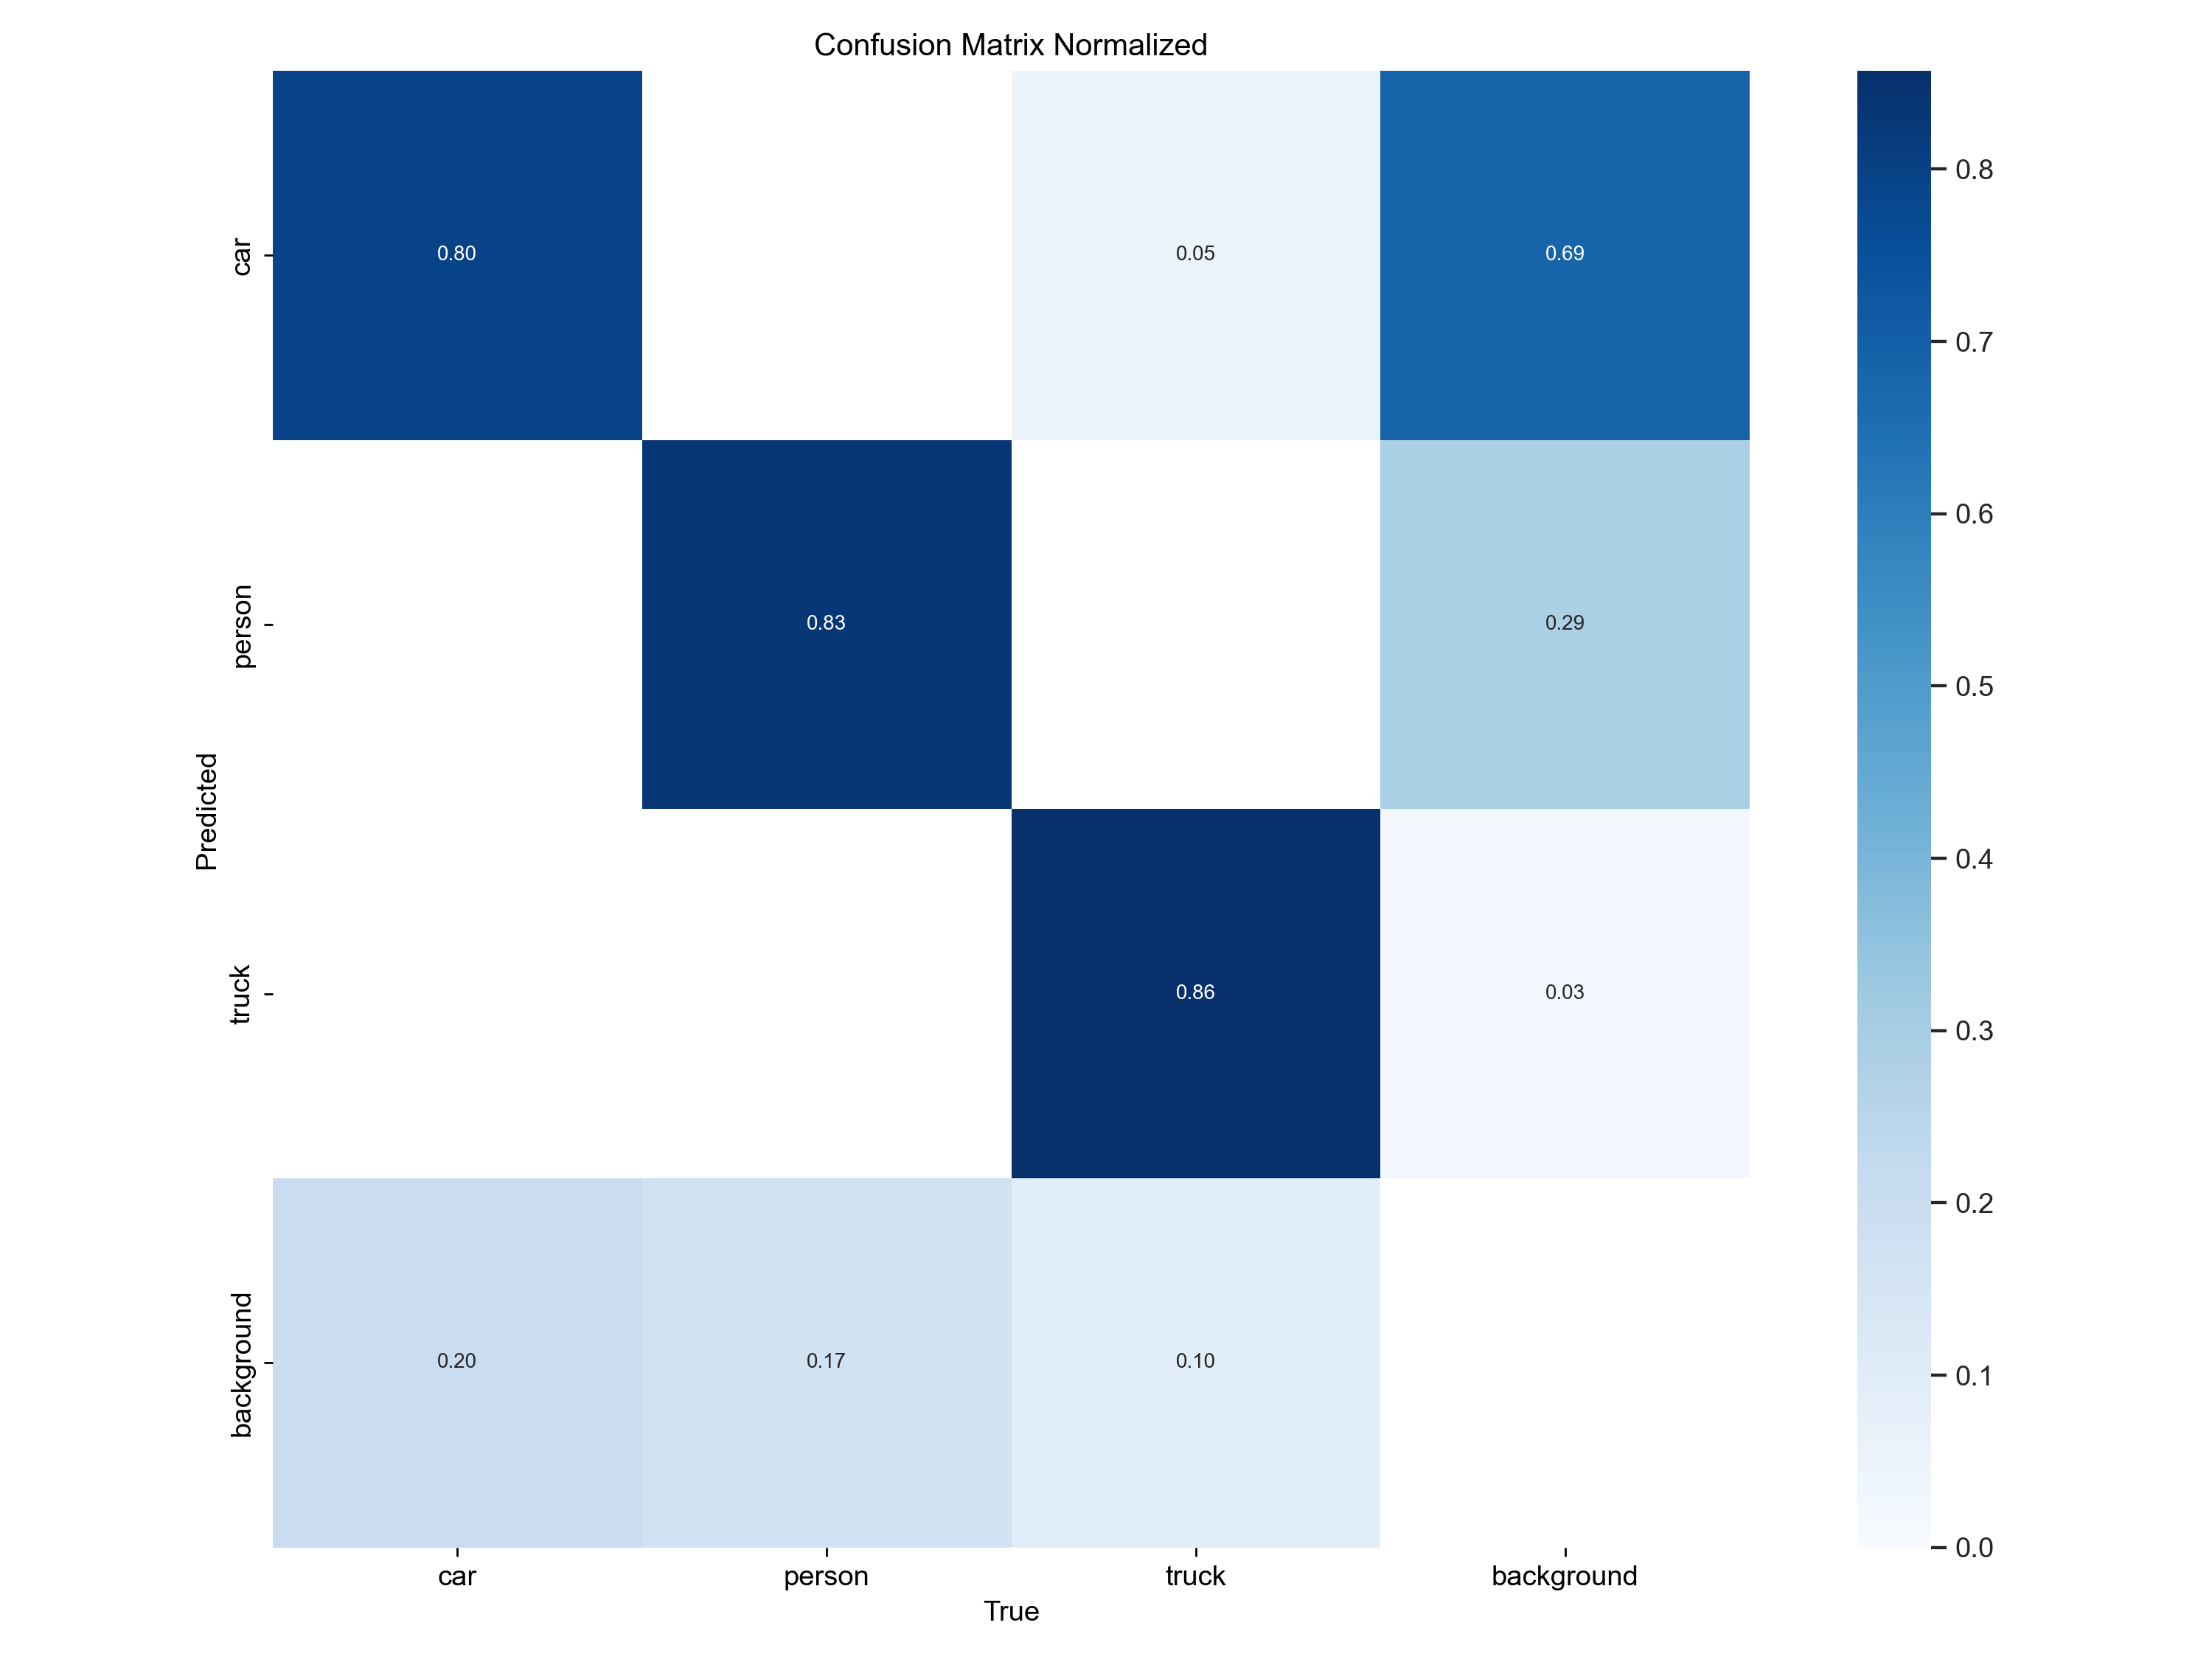 Confusion Matrix Normalized
car
0.80
0.05
0.69
person
0.83
0.29
truck
0.86
0.03
background
0.20
0.17
0.10
Predicted
car
person
truck
background
True
0.8
0.7
0.6
0.5
0.4
0.3
0.2
0.1
0.0